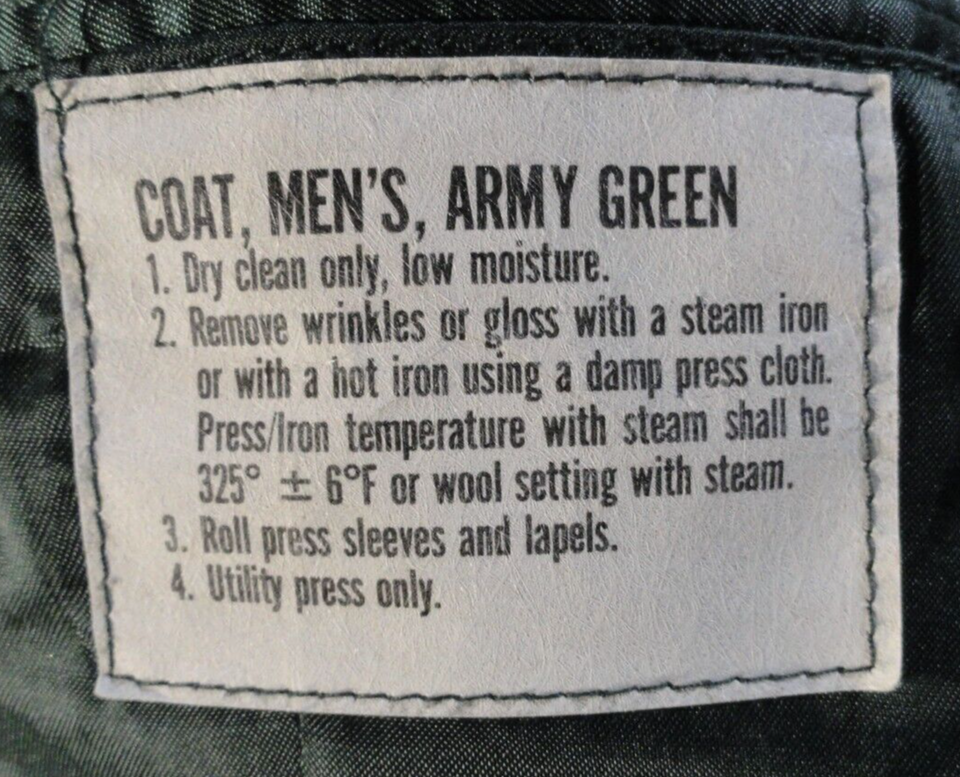 COAT, MEN'S, ARMY GREEN
1. Dry clean only, low moisture.
2. Remove wrinkles or gloss with a steam iron
or with a hot iron using a damp press cloth.
Press/Iron temperature with steam shall be
325° ± 6°F or wool setting with steam.
3. Roll press sleeves and lapels.
4. Utility press only.